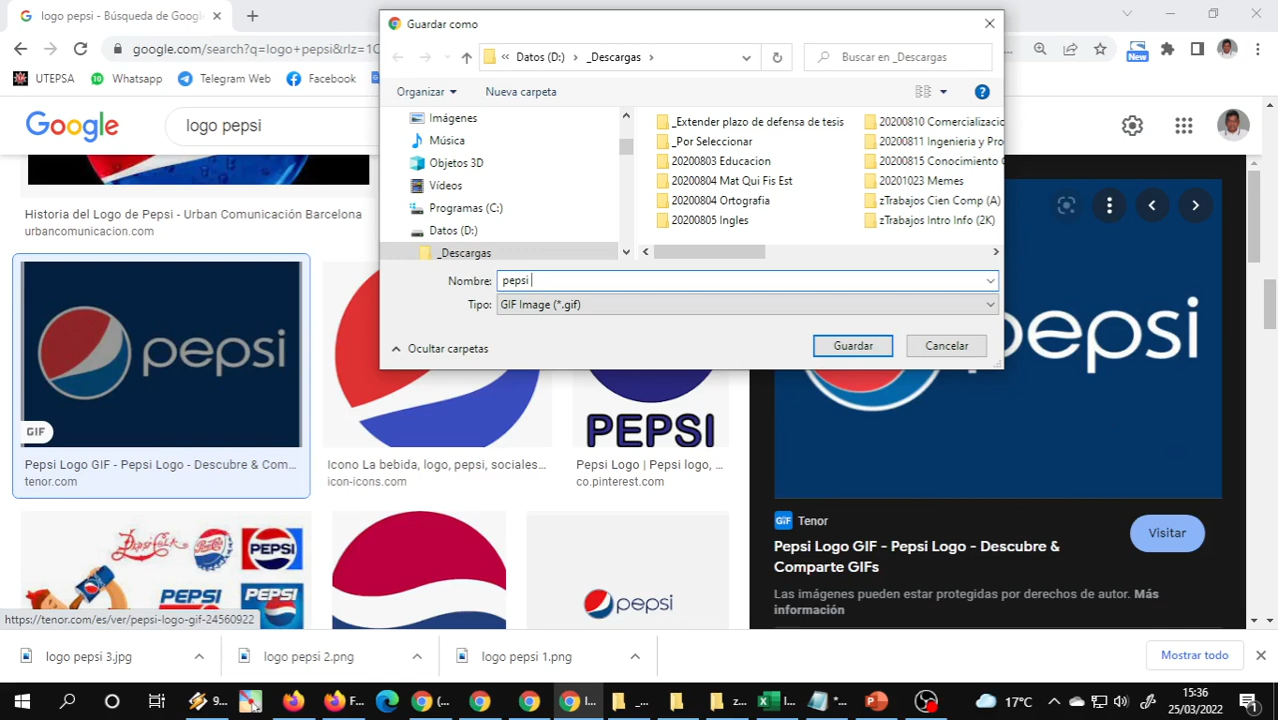 logo pepsi - Búsqueda de Googl
google.com/search?q=logo+pepsi&rlz=1C
New
UTEPSA
Whatsapp
Telegram Web
Facebook
Google
logo pepsi
Guardar como
« Datos (D:) › _Descargas ›
Buscar en _Descargas
Organizar
Nueva carpeta
Imágenes
Música
Objetos 3D
Vídeos
Programas (C:)
Datos (D:)
_Descargas
_Extender plazo de defensa de tesis
_Por Seleccionar
20200803 Educacion
20200804 Mat Qui Fis Est
20200804 Ortografia
20200805 Ingles
20200810 Comercializacio
20200811 Ingenieria y Pro
20200815 Conocimiento
20201023 Memes
zTrabajos Cien Comp (A)
zTrabajos Intro Info (2K)
Nombre: pepsi
Tipo: GIF Image (*.gif)
Ocultar carpetas
Guardar
Cancelar
Historia del Logo de Pepsi - Urban Comunicación Barcelona
urbancomunicacion.com
pepsi
GIF
Pepsi Logo GIF - Pepsi Logo - Descubre & Com...
tenor.com
Icono La bebida, logo, pepsi, sociales...
icon-icons.com
PEPSI
Pepsi Logo | Pepsi logo, ...
co.pinterest.com
pepsi
GIF Tenor
Visitar
Pepsi Logo GIF - Pepsi Logo - Descubre &
Comparte GIFs
Las imágenes pueden estar protegidas por derechos de autor. Más
información
Pepsi-Cola
PEPSI
PEPSI
PEPSI
pepsi
https://tenor.com/es/ver/pepsi-logo-gif-24560922
logo pepsi 3.jpg
logo pepsi 2.png
logo pepsi 1.png
Mostrar todo
9...
F...
(...
I...
_...
z...
I...
*...
17°C
15:36
25/03/2022
1